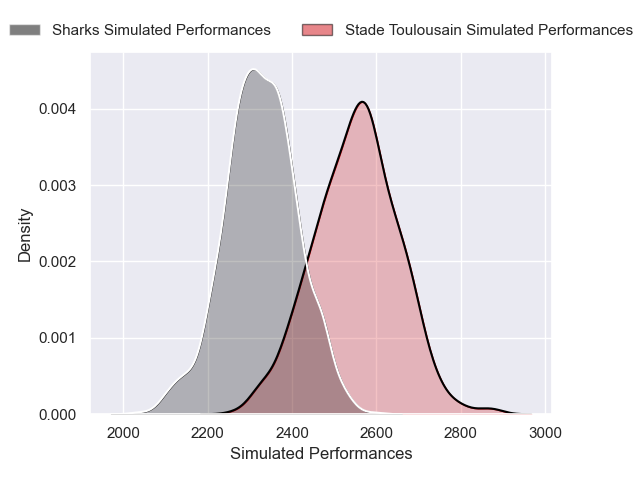 Sharks Simulated Performances Stade Toulousain Simulated Performances
0.004
0.003
0.002
0.001
0.000
Density
2000 2200 2400 2600 2800 3000
Simulated Performances